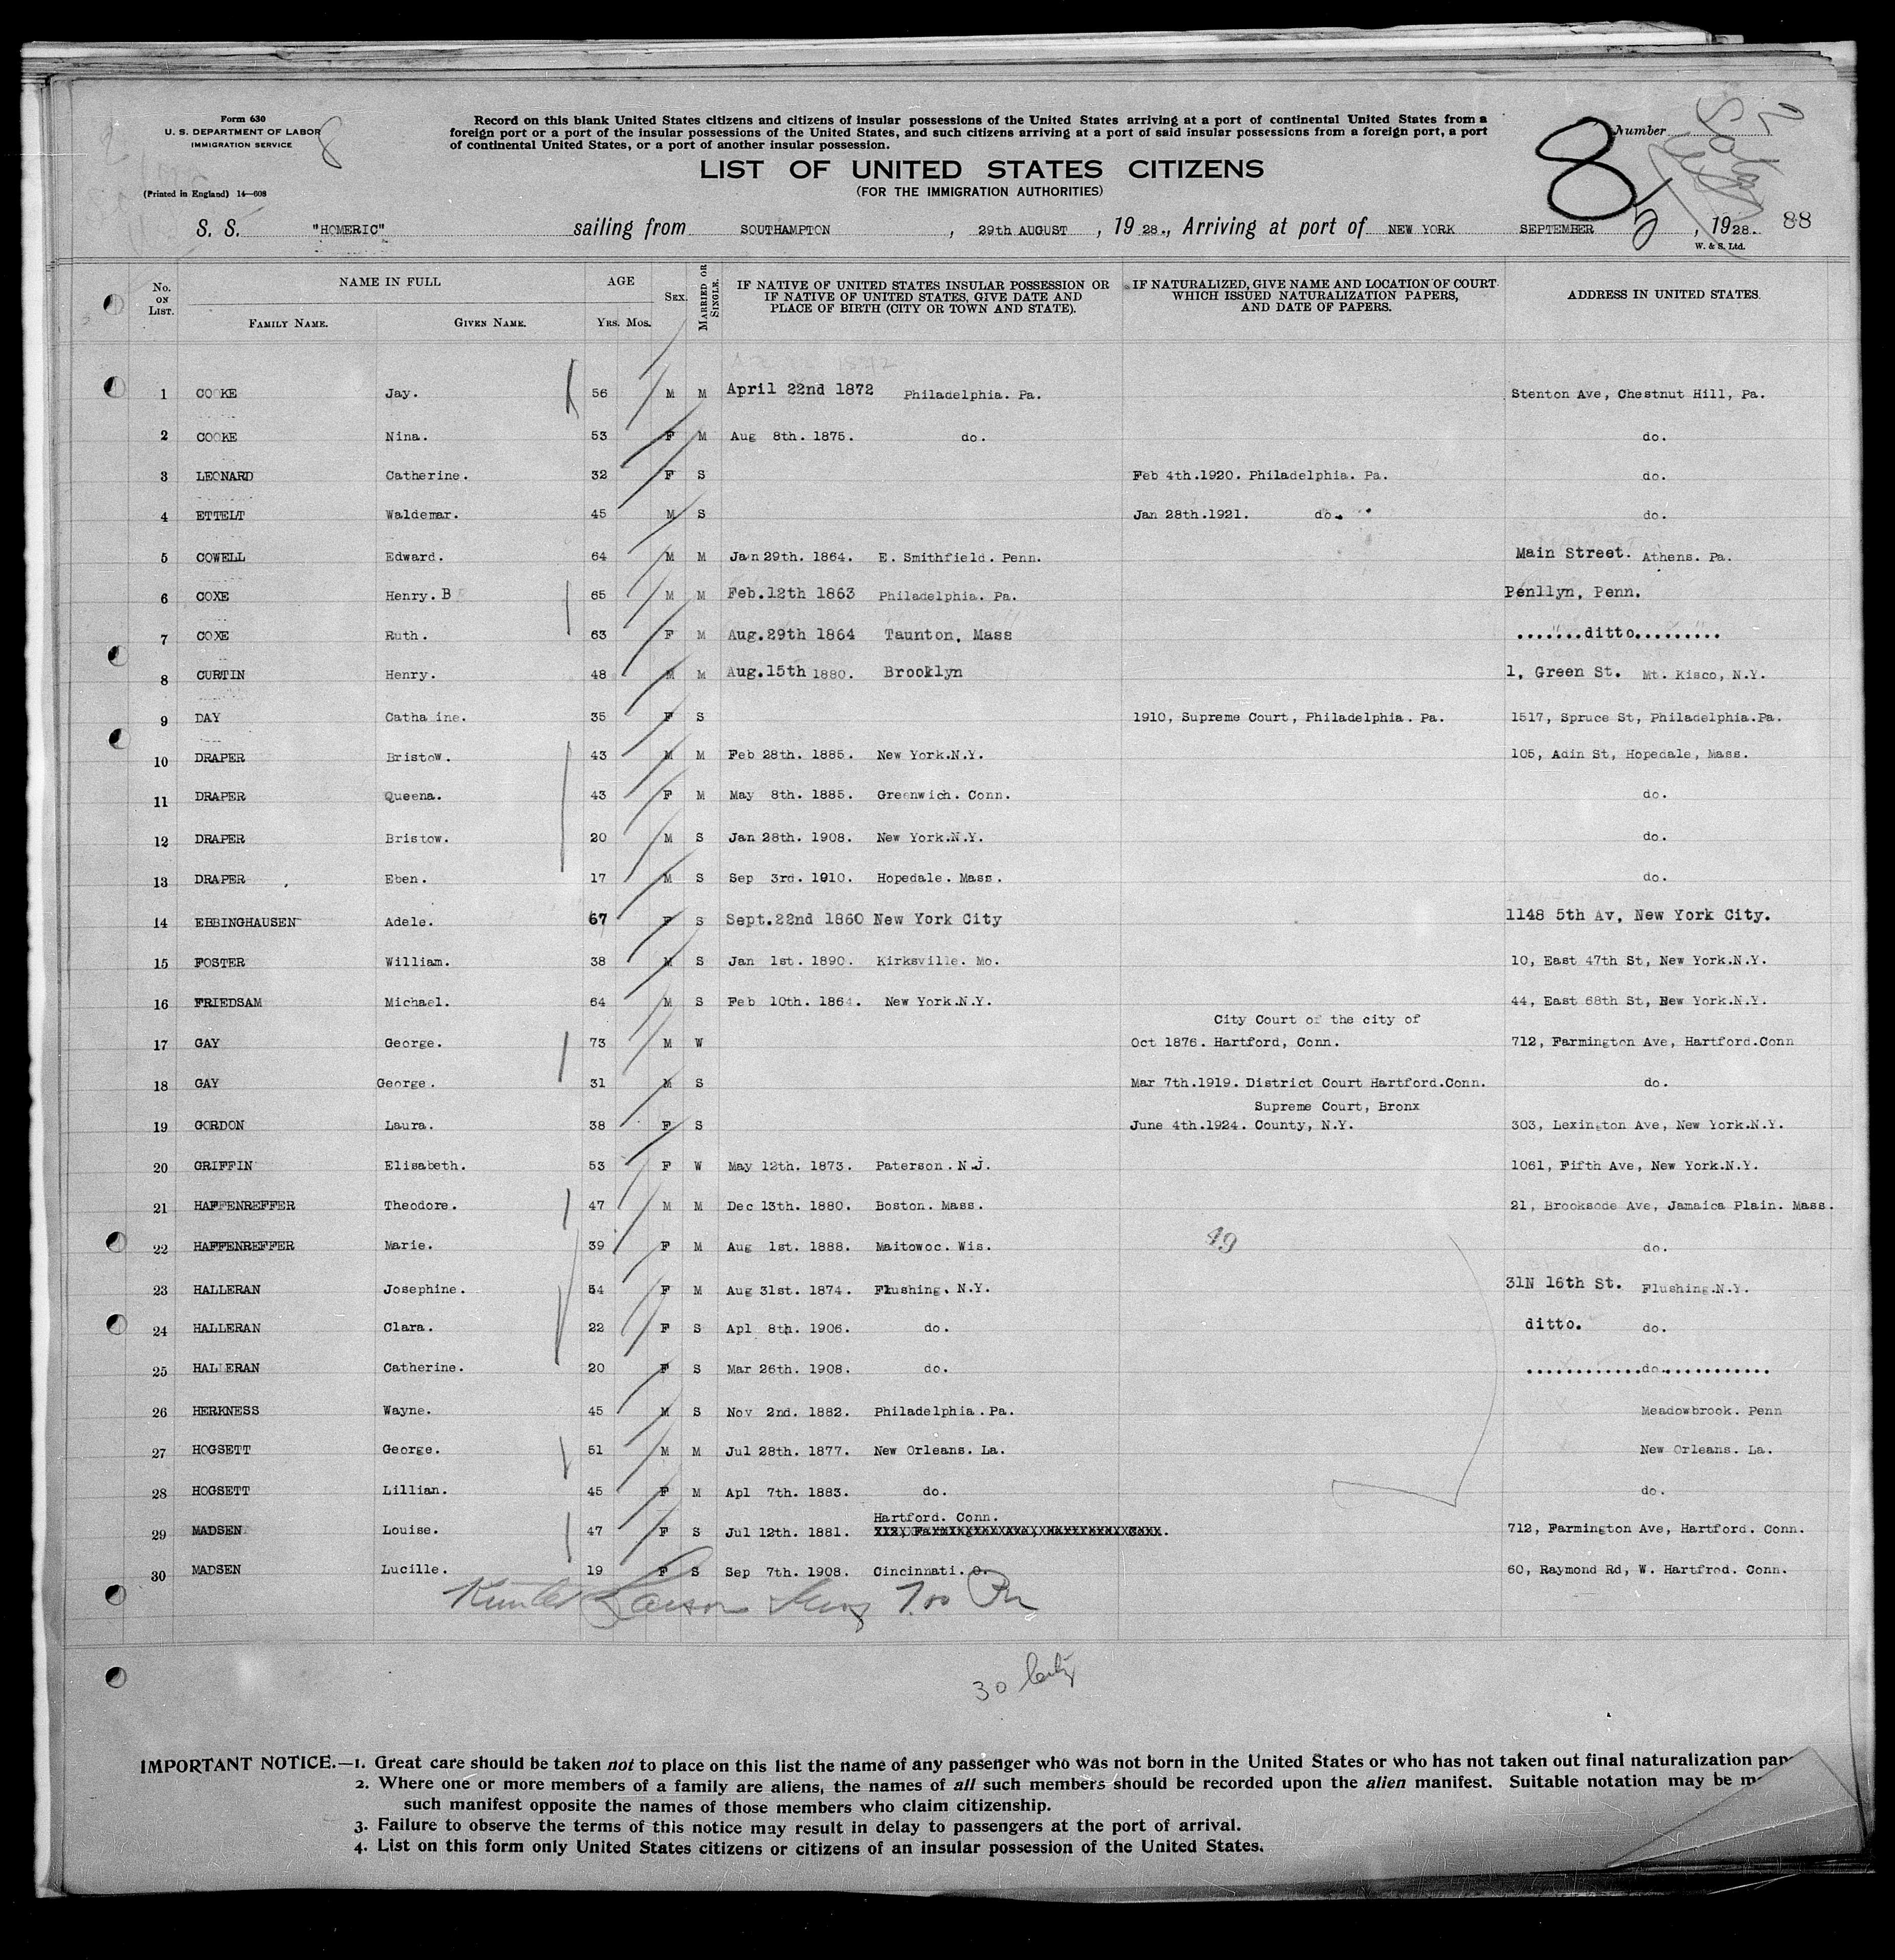 Form 630
U. S. DEPARTMENT OF LABOR
IMMIGRATION SERVICE
8
(Printed in England) 14—608
Record on this blank United States citizens and citizens of insular possessions of the United States arriving at a port of continental United States from a
foreign port or a port of the insular possessions of the United States, and such citizens arriving at a port of said insular possessions from a foreign port, a port
of continental United States, or a port of another insular possession.
LIST OF UNITED STATES CITIZENS
(FOR THE IMMIGRATION AUTHORITIES)
8 Number
S. S. "HOMERIC" sailing from SOUTHAMPTON, 29th AUGUST, 1928., Arriving at port of NEW YORK SEPTEMBER 5, 1928. 88
W. & S. Ltd.
No. ON LIST. NAME IN FULL FAMILY NAME. GIVEN NAME. AGE YRS. MOS. SEX. MARRIED OR SINGLE. IF NATIVE OF UNITED STATES INSULAR POSSESSION OR IF NATIVE OF UNITED STATES, GIVE DATE AND PLACE OF BIRTH (CITY OR TOWN AND STATE). IF NATURALIZED, GIVE NAME AND LOCATION OF COURT WHICH ISSUED NATURALIZATION PAPERS, AND DATE OF PAPERS. ADDRESS IN UNITED STATES.
1 COOKE Jay. 56 M M April 22nd 1872 Philadelphia. Pa. Stenton Ave, Chestnut Hill, Pa.
2 COOKE Nina. 53 F M Aug 8th. 1875. do. do.
3 LEONARD Catherine. 32 F S Feb 4th.1920. Philadelphia. Pa. do.
4 ETTELT Waldemar. 45 M S Jan 28th.1921. do. do.
5 COWELL Edward. 64 M M Jan 29th. 1864. E. Smithfield. Penn. Main Street. Athens. Pa.
6 COXE Henry. B 65 M M Feb.12th 1863 Philadelphia. Pa. Penllyn, Penn.
7 COXE Ruth. 63 F M Aug.29th 1864 Taunton, Mass .......ditto.........
8 CURTIN Henry. 48 M M Aug.15th 1880. Brooklyn 1, Green St. Mt. Kisco, N.Y.
9 DAY Catha ine. 35 F S 1910, Supreme Court, Philadelphia. Pa. 1517, Spruce St, Philadelphia.Pa.
10 DRAPER Bristow. 43 M M Feb 28th. 1885. New York.N.Y. 105, Adin St, Hopedale, Mass.
11 DRAPER Queena. 43 F M May 8th. 1885. Greenwich. Conn. do.
12 DRAPER Bristow. 20 M S Jan 28th. 1908. New York.N.Y. do.
13 DRAPER Eben. 17 M S Sep 3rd. 1910. Hopedale. Mass. do.
14 EBBINGHAUSEN Adele. 67 F S Sept.22nd 1860 New York City 1148 5th Av, New York City.
15 FOSTER William. 38 M S Jan 1st. 1890. Kirksville. Mo. 10, East 47th St, New York.N.Y.
16 FRIEDSAM Michael. 64 M S Feb 10th. 1864. New York.N.Y. 44, East 68th St, New York.N.Y.
City Court of the city of
17 GAY George. 73 M W Oct 1876. Hartford, Conn. 712, Farmington Ave, Hartford.Conn
18 GAY George. 31 M S Mar 7th.1919. District Court Hartford.Conn. do.
Supreme Court, Bronx
19 GORDON Laura. 38 F S June 4th.1924. County, N.Y. 303, Lexington Ave, New York.N.Y.
20 GRIFFIN Elisabeth. 53 F W May 12th. 1873. Paterson. N.J. 1061, Fifth Ave, New York.N.Y.
21 HAFFENREFFER Theodore. 47 M M Dec 13th. 1880. Boston. Mass. 21, Brooksode Ave, Jamaica Plain. Mass.
22 HAFFENREFFER Marie. 39 F M Aug 1st. 1888. Maitowoc. Wis. 49 do.
23 HALLERAN Josephine. 54 F M Aug 31st. 1874. Flushing. N.Y. 31N 16th St. Flushing.N.Y.
24 HALLERAN Clara. 22 F S Apl 8th. 1906. do. ditto. do.
25 HALLERAN Catherine. 20 F S Mar 26th. 1908. do. ............do............
26 HERKNESS Wayne. 45 M S Nov 2nd. 1882. Philadelphia.Pa. Meadowbrook. Penn
27 HOGSETT George. 51 M M Jul 28th. 1877. New Orleans. La. New Orleans. La.
28 HOGSETT Lillian. 45 F M Apl 7th. 1883. do. do.
Hartford. Conn.
29 MADSEN Louise. 47 F S Jul 12th. 1881. 712, Farmington Ave, Hartford. Conn.
30 MADSEN Lucille. 19 F S Sep 7th. 1908. Cincinnati. O. 60, Raymond Rd, W. Hartfrod. Conn.
30
IMPORTANT NOTICE.—1. Great care should be taken not to place on this list the name of any passenger who was not born in the United States or who has not taken out final naturalization
2. Where one or more members of a family are aliens, the names of all such members should be recorded upon the alien manifest. Suitable notation may be
such manifest opposite the names of those members who claim citizenship.
3. Failure to observe the terms of this notice may result in delay to passengers at the port of arrival.
4. List on this form only United States citizens or citizens of an insular possession of the United States.